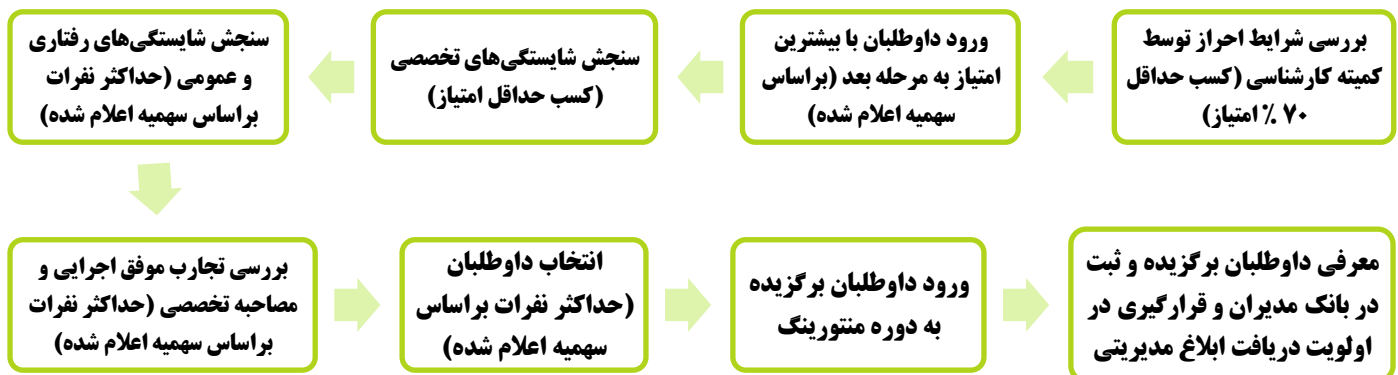 بررسی شرایط احراز توسط
کمیته کارشناسی (کسب حداقل
۷۰ ٪ امتیاز)
ورود داوطلبان با بیشترین
امتیاز به مرحله بعد (براساس
سهمیه اعلام شده)
سنجش شایستگی‌های تخصصی
(کسب حداقل امتیاز)
سنجش شایستگی‌های رفتاری
و عمومی (حداکثر نفرات
براساس سهمیه اعلام شده)
بررسی تجارب موفق اجرایی و
مصاحبه تخصصی (حداکثر نفرات
براساس سهمیه اعلام شده)
انتخاب داوطلبان
(حداکثر نفرات براساس
سهمیه اعلام شده)
ورود داوطلبان برگزیده
به دوره منتورینگ
معرفی داوطلبان برگزیده و ثبت
در بانک مدیران و قرارگیری در
اولویت دریافت ابلاغ مدیریتی